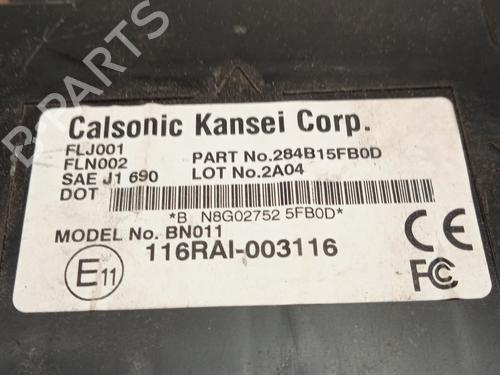 B-PARTS
Calsonic Kansei Corp.
FLJ001
FLN002 PART No.284B15FB0D
SAE J1 690 LOT No.2A04
DOT
*B N8G02752 5FB0D*
MODEL No. BN011
116RAI-003116
E11
CE
FC